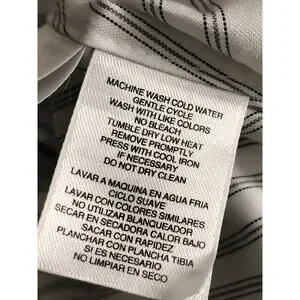 MACHINE WASH COLD WATER
GENTLE CYCLE
WASH WITH LIKE COLORS
NO BLEACH
TUMBLE DRY LOW HEAT
REMOVE PROMPTLY
PRESS WITH COOL IRON
IF NECESSARY
DO NOT DRY CLEAN
LAVAR A MAQUINA EN AGUA FRIA
CICLO SUAVE
LAVAR CON COLORES SIMILARES
NO UTILIZAR BLANQUEADOR
SECAR EN SECADORA CALOR BAJO
SACAR CON RAPIDEZ
PLANCHAR CON PLANCHA TIBIA
SI ES NECESARIO
NO LIMPIAR EN SECO